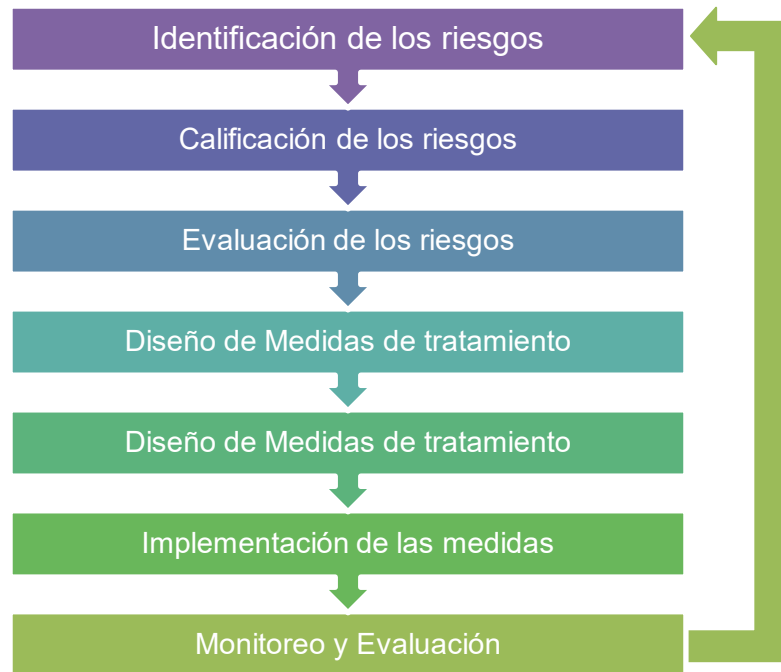 Identificación de los riesgos
Calificación de los riesgos
Evaluación de los riesgos
Diseño de Medidas de tratamiento
Diseño de Medidas de tratamiento
Implementación de las medidas
Monitoreo y Evaluación